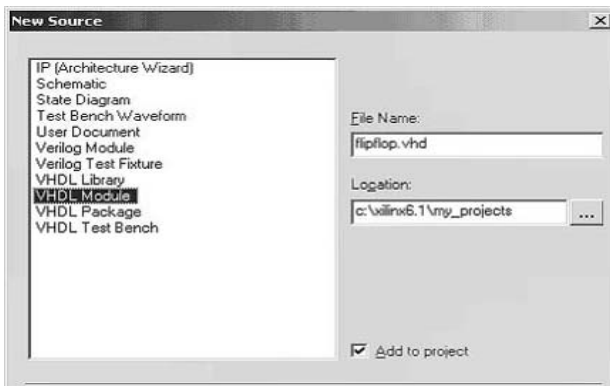 New Source
IP (Architecture Wizard)
Schematic
State Diagram
Test Bench Waveform
User Document
Verilog Module
Verilog Test Fixture
VHDL Library
VHDL Module
VHDL Package
VHDL Test Bench
File Name:
flipflop.vhd
Location:
c:\xilinx6.1\my_projects
...
Add to project